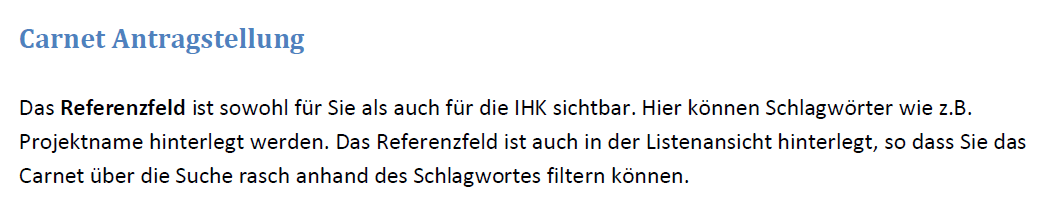 Carnet Antragstellung
Das Referenzfeld ist sowohl für Sie als auch für die IHK sichtbar. Hier können Schlagwörter wie z.B.
Projektname hinterlegt werden. Das Referenzfeld ist auch in der Listenansicht hinterlegt, so dass Sie das
Carnet über die Suche rasch anhand des Schlagwortes filtern können.